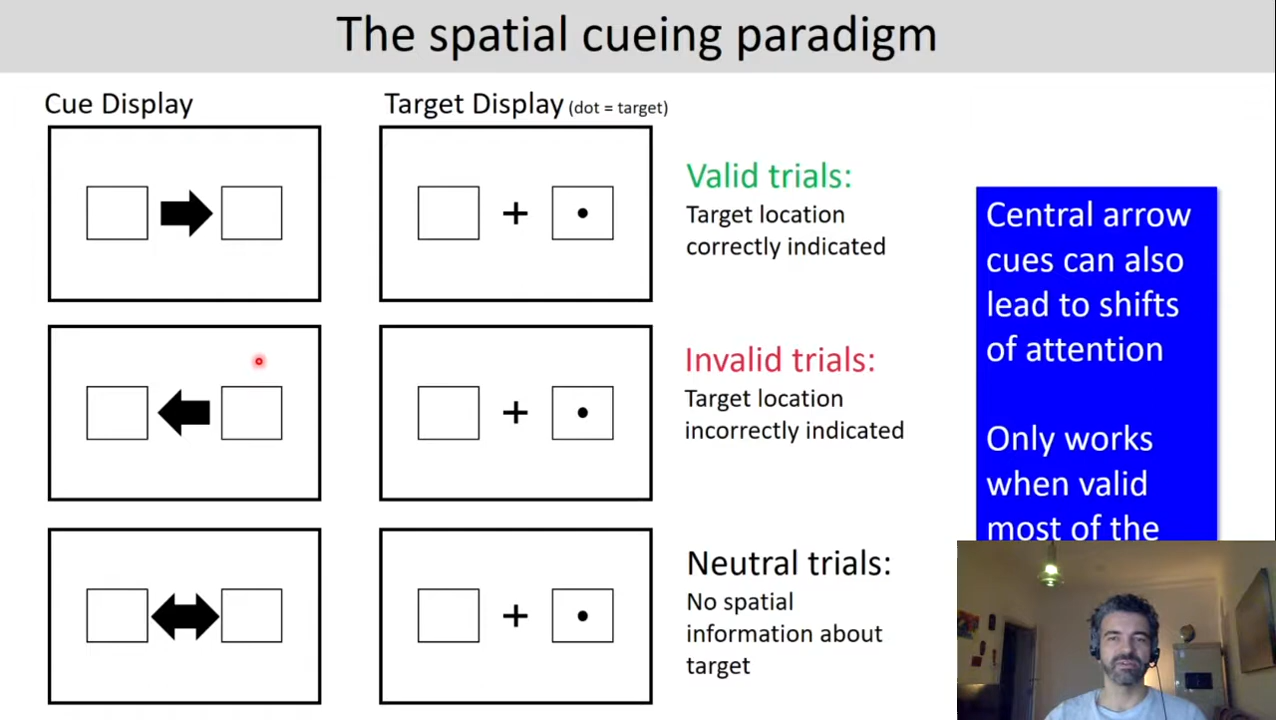 The spatial cueing paradigm
Cue Display
Target Display (dot = target)
Valid trials:
Target location
correctly indicated
Invalid trials:
Target location
incorrectly indicated
Neutral trials:
No spatial
information about
target
Central arrow
cues can also
lead to shifts
of attention
Only works
when valid
most of the